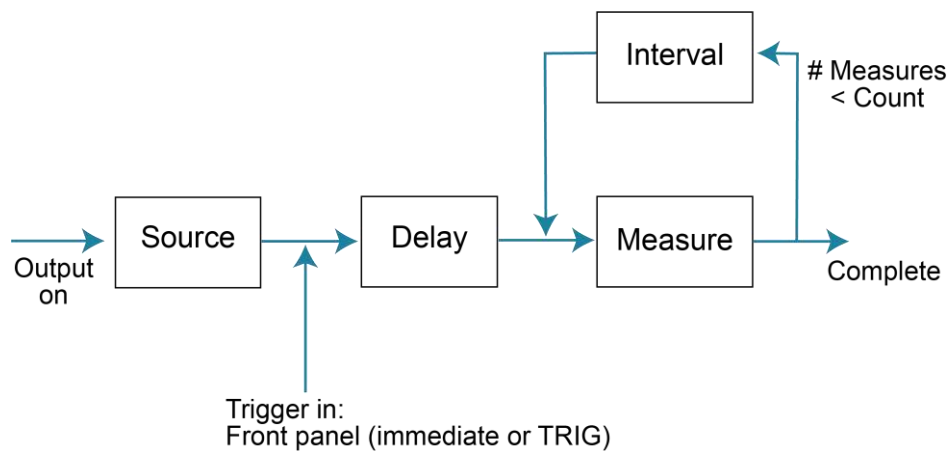 Interval
# Measures
< Count
Source
Delay
Measure
Output
on
Complete
Trigger in:
Front panel (immediate or TRIG)